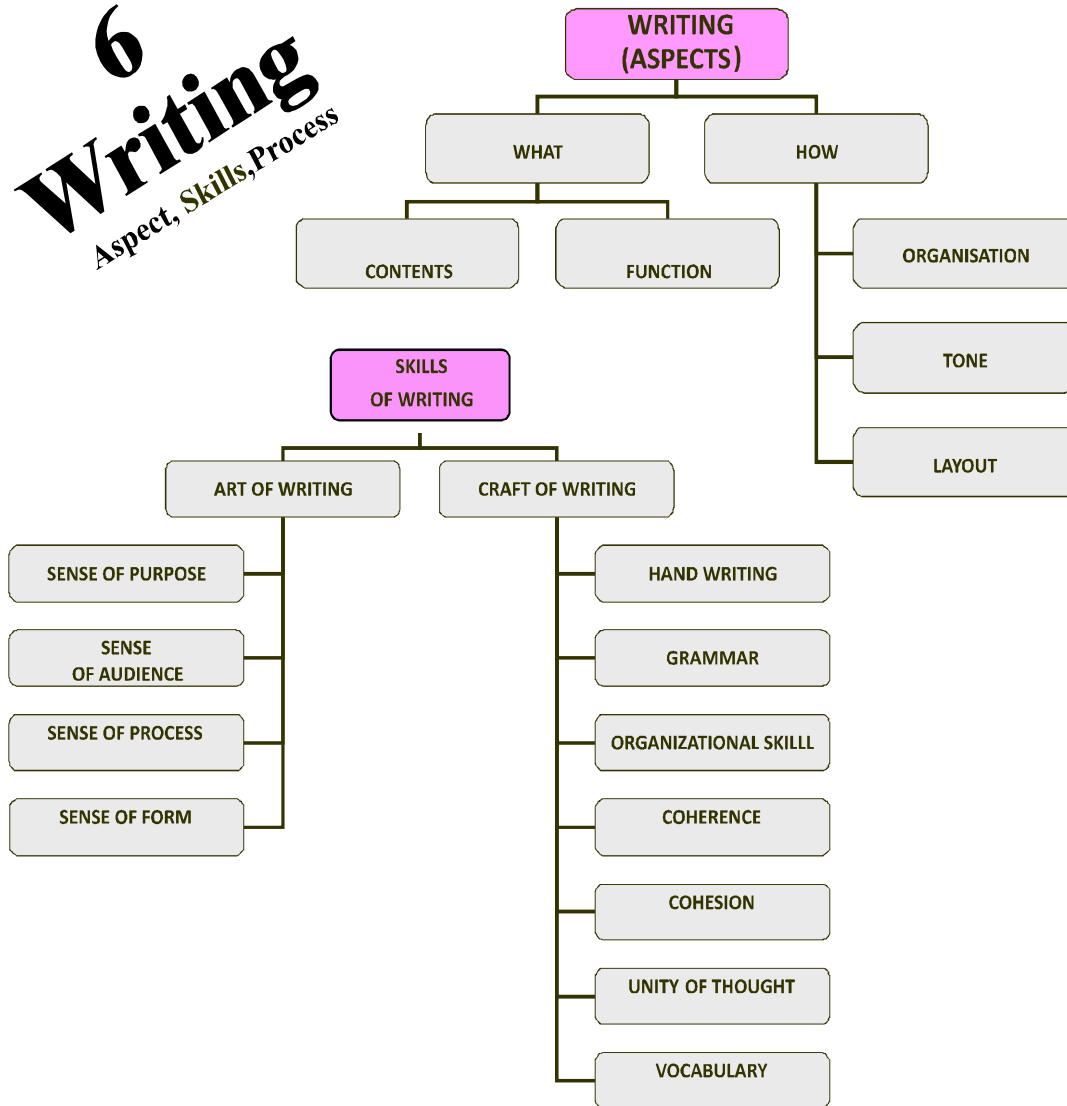 6
Writing
Aspect, Skills,Process
WRITING
(ASPECTS)
WHAT
HOW
CONTENTS
FUNCTION
ORGANISATION
TONE
LAYOUT
SKILLS
OF WRITING
ART OF WRITING
CRAFT OF WRITING
SENSE OF PURPOSE
SENSE
OF AUDIENCE
SENSE OF PROCESS
SENSE OF FORM
HAND WRITING
GRAMMAR
ORGANIZATIONAL SKILLL
COHERENCE
COHESION
UNITY OF THOUGHT
VOCABULARY